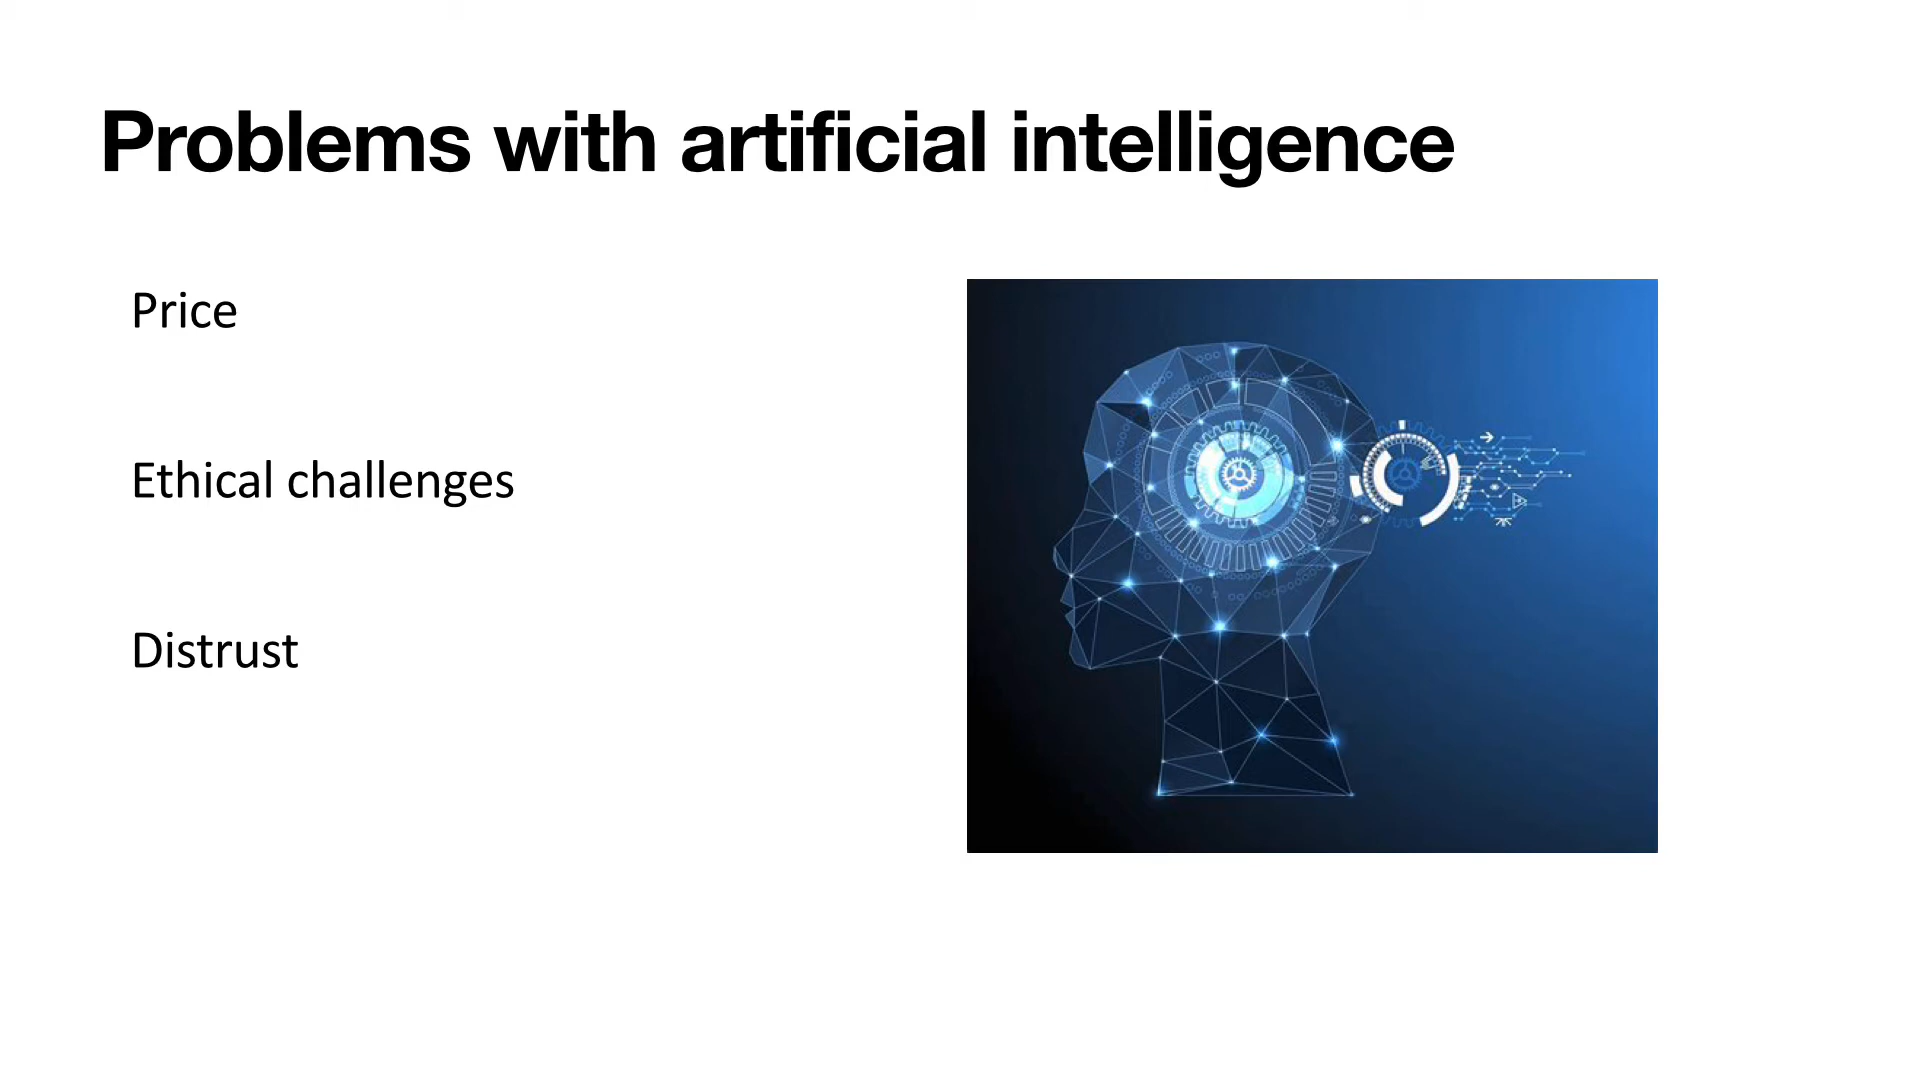 Problems with artificial intelligence
Price
Ethical challenges
Distrust